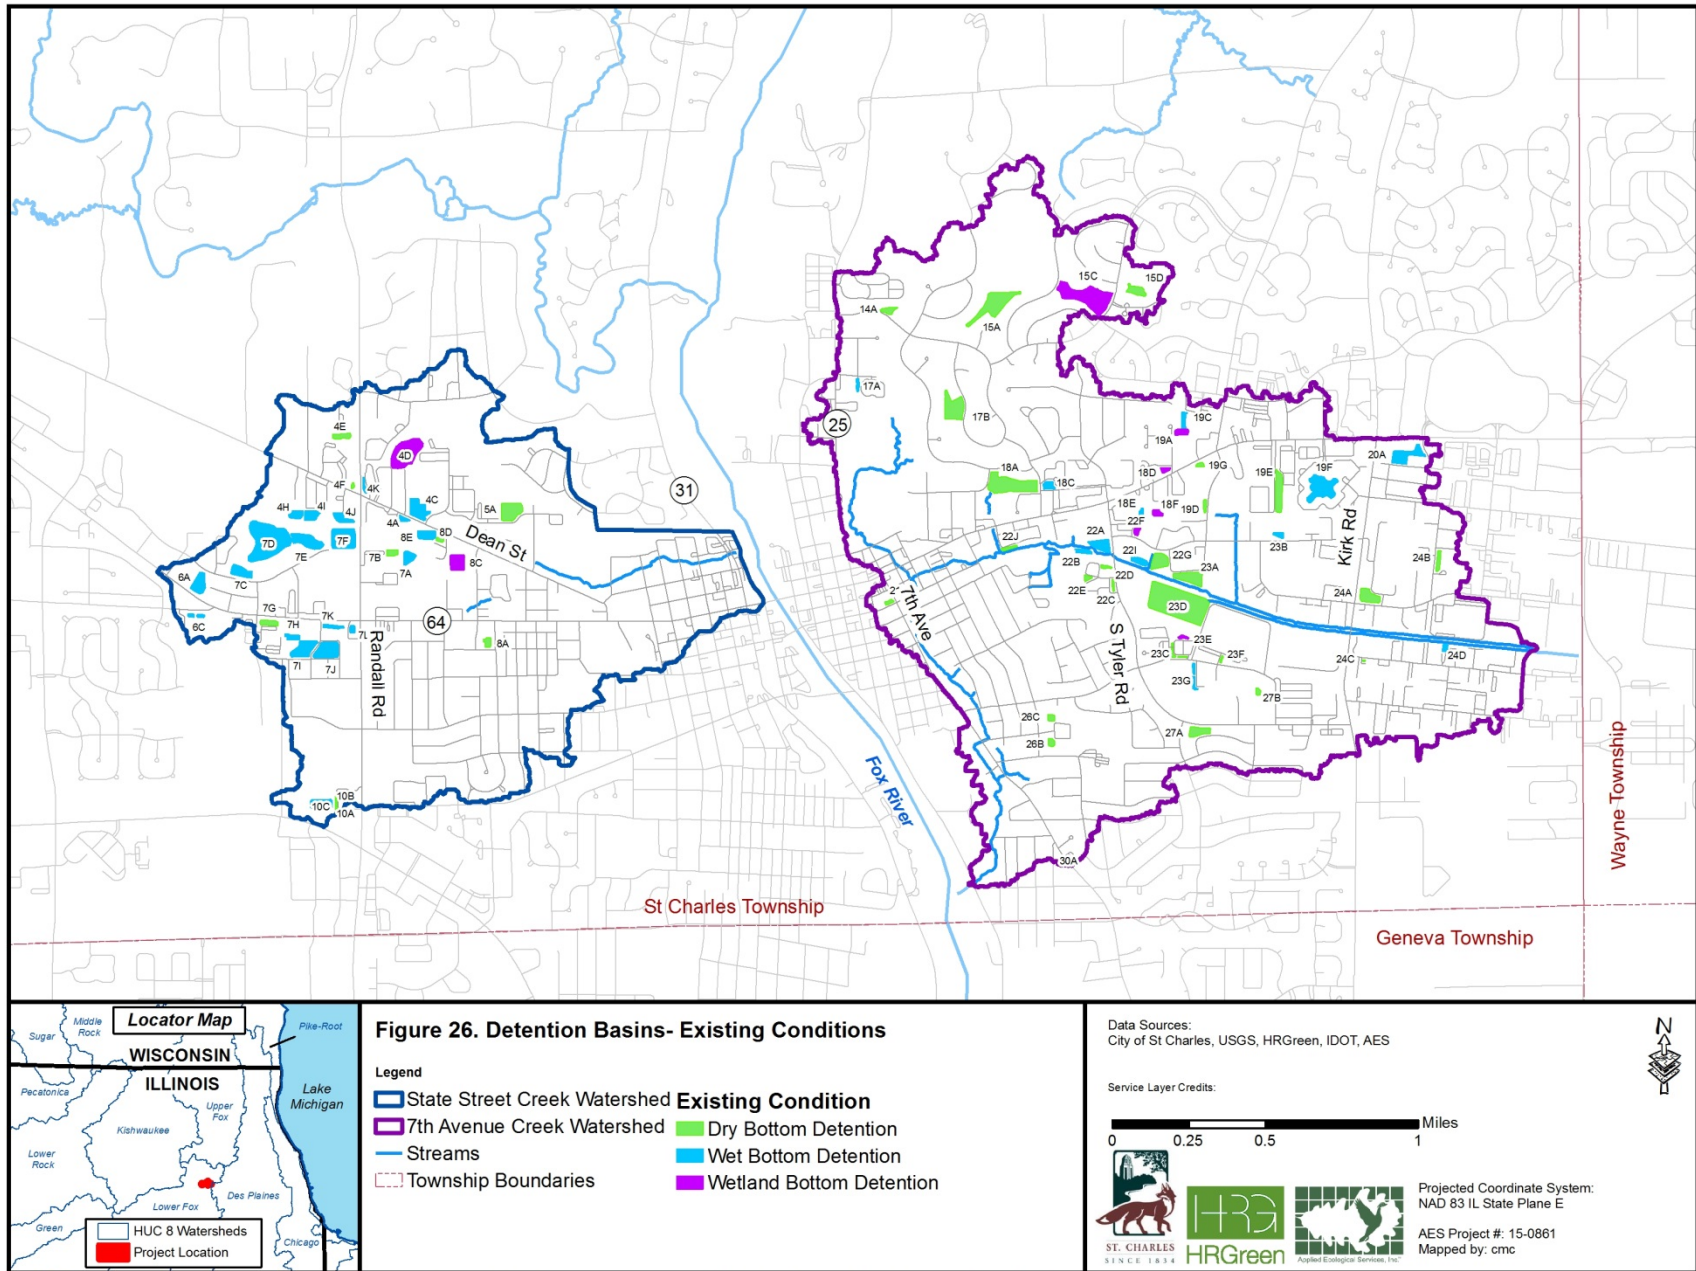 15C
15D
14A
15A
17A
17B
25
4E
4D
19C
19A
18A
18C
18D
19G
19E
19F
20A
4F
4K
31
4H
4I
4J
4C
4A
5A
18E
18F
19D
7D
7E
7F
8E
8D
Dean St
22F
22A
22J
23B
Kirk Rd
7B
7A
8C
22B
22I
22G
24B
6A
7C
22D
23A
22E
22C
24A
7th Ave
23D
6C
7G
7H
7K
7L
64
8A
7I
7J
Randall Rd
S Tyler Rd
23E
23C
23F
24C
24D
23G
27B
26C
26B
27A
10B
10C
10A
Fox River
30A
Wayne Township
St Charles Township
Geneva Township
Locator Map
Sugar
Middle
Rock
Pike-Root
WISCONSIN
ILLINOIS
Pecatonica
Lake
Michigan
Upper
Fox
Kishwaukee
Lower
Rock
Des Plaines
Lower Fox
Green
Chicago
HUC 8 Watersheds
Project Location
Figure 26. Detention Basins- Existing Conditions
Legend
State Street Creek Watershed
7th Avenue Creek Watershed
Streams
Township Boundaries
Existing Condition
Dry Bottom Detention
Wet Bottom Detention
Wetland Bottom Detention
Data Sources:
City of St Charles, USGS, HRGreen, IDOT, AES
Service Layer Credits:
Miles
0 0.25 0.5 1
N
ST. CHARLES
SINCE 1834
HRG
HRGreen
Applied Ecological Services, Inc.
Projected Coordinate System:
NAD 83 IL State Plane E
AES Project #: 15-0861
Mapped by: cmc